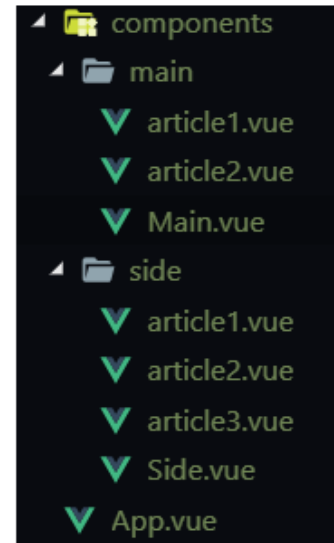 components
main
article1.vue
article2.vue
Main.vue
side
article1.vue
article2.vue
article3.vue
Side.vue
App.vue